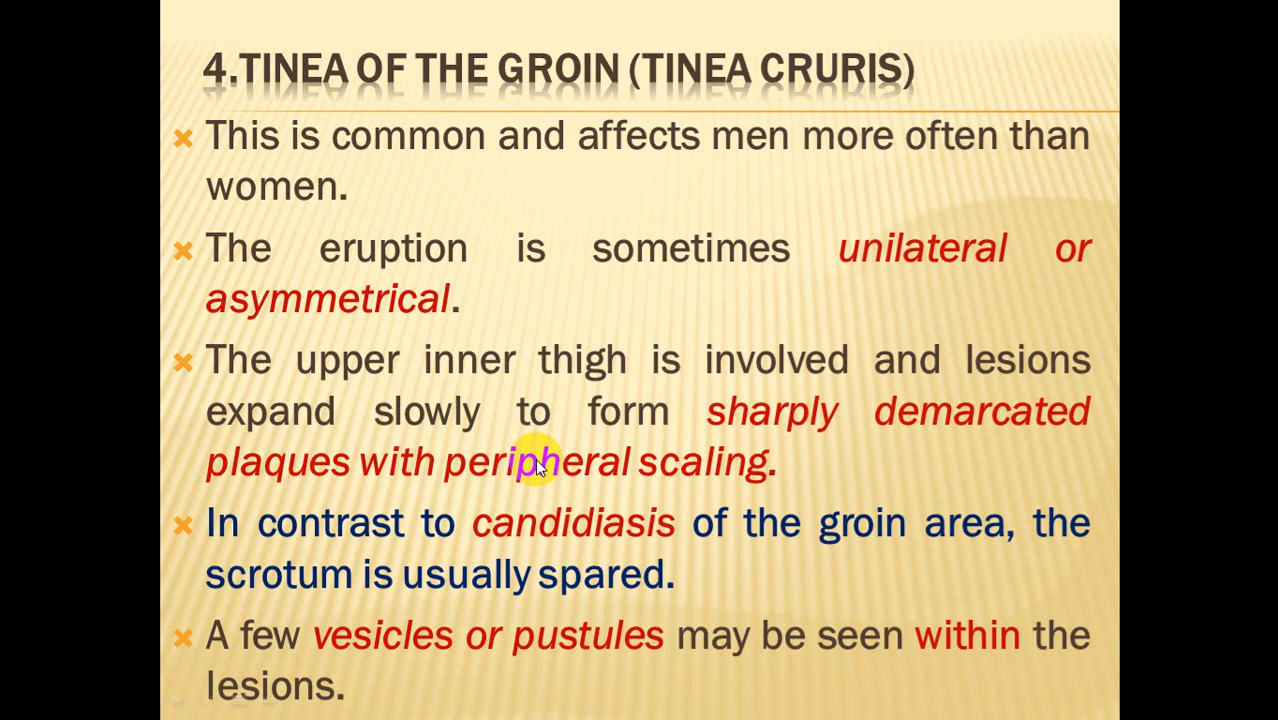 4.TINEA OF THE GROIN (TINEA CRURIS)
This is common and affects men more often than
women.
The eruption is sometimes unilateral or
asymmetrical.
The upper inner thigh is involved and lesions
expand slowly to form sharply demarcated
plaques with peripheral scaling.
In contrast to candidiasis of the groin area, the
scrotum is usually spared.
A few vesicles or pustules may be seen within the
lesions.